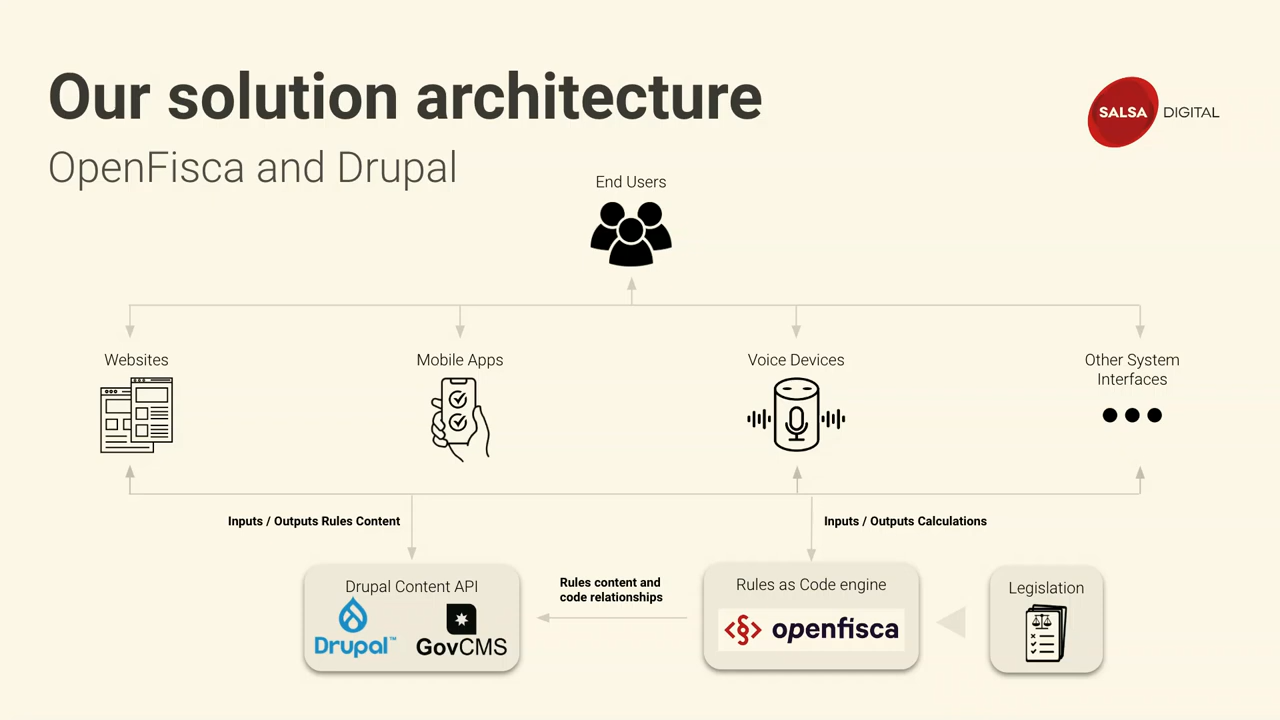 Our solution architecture
OpenFisca and Drupal
SALSA DIGITAL
End Users
Websites
Mobile Apps
Voice Devices
Other System
Interfaces
Inputs / Outputs Rules Content
Inputs / Outputs Calculations
Drupal Content API
Drupal™
GovCMS
Rules content and
code relationships
Rules as Code engine
<§> openfisca
Legislation